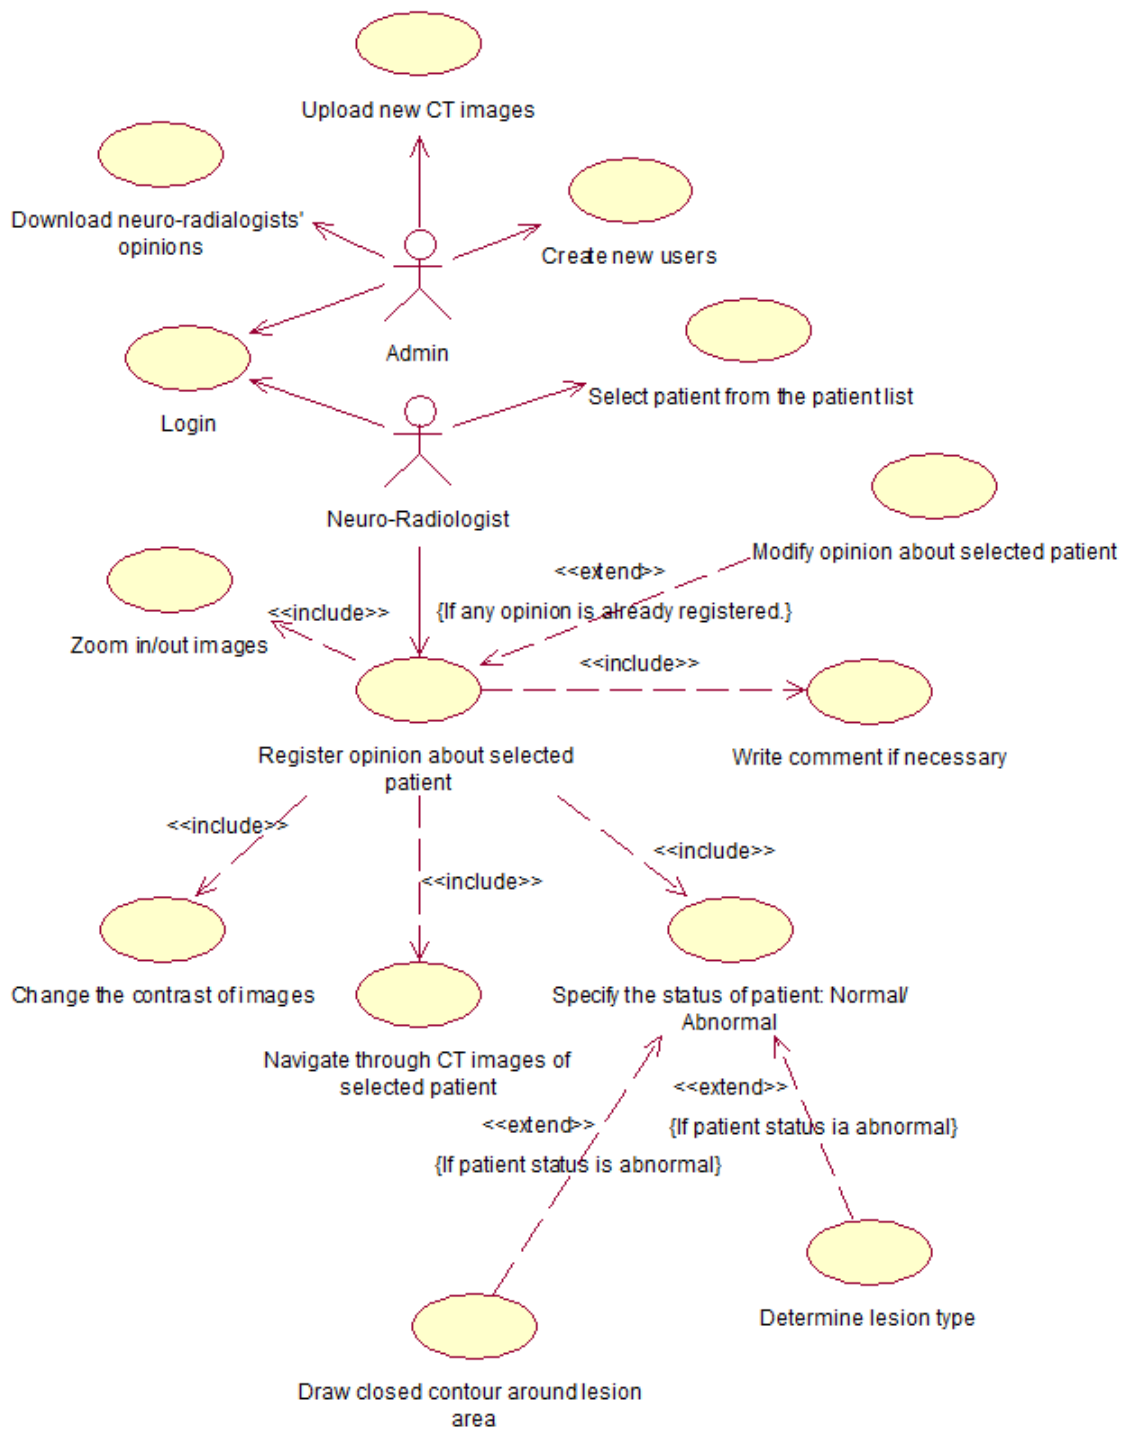 Upload new CT images
Download neuro-radialogists'
opinions
Create new users
Admin
Select patient from the patient list
Login
Neuro-Radiologist
Modify opinion about selected patient
<<extend>>
{If any opinion is already registered.}
<<include>>
Zoom in/out images
<<include>>
Register opinion about selected
patient
Write comment if necessary
<<include>>
<<include>>
<<include>>
Change the contrast of images
Specify the status of patient: Normal/
Abnormal
Navigate through CT images of
selected patient
<<extend>>
{If patient status ia abnormal}
<<extend>>
{If patient status is abnormal}
Determine lesion type
Draw closed contour around lesion
area